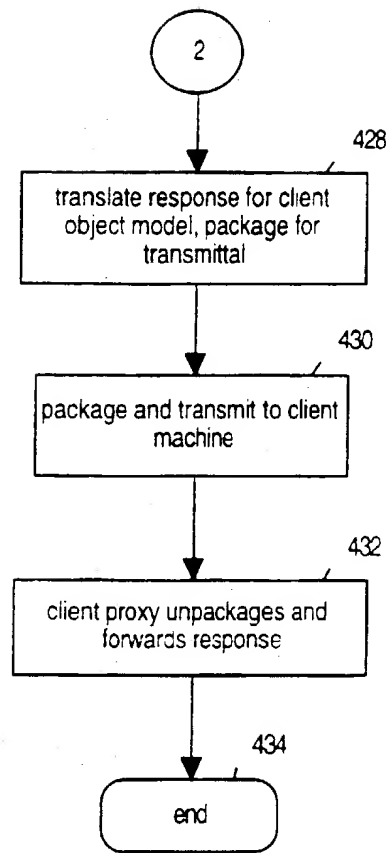 2
428
translate response for client
object model, package for
transmittal
430
package and transmit to client
machine
432
client proxy unpackages and
forwards response
434
end